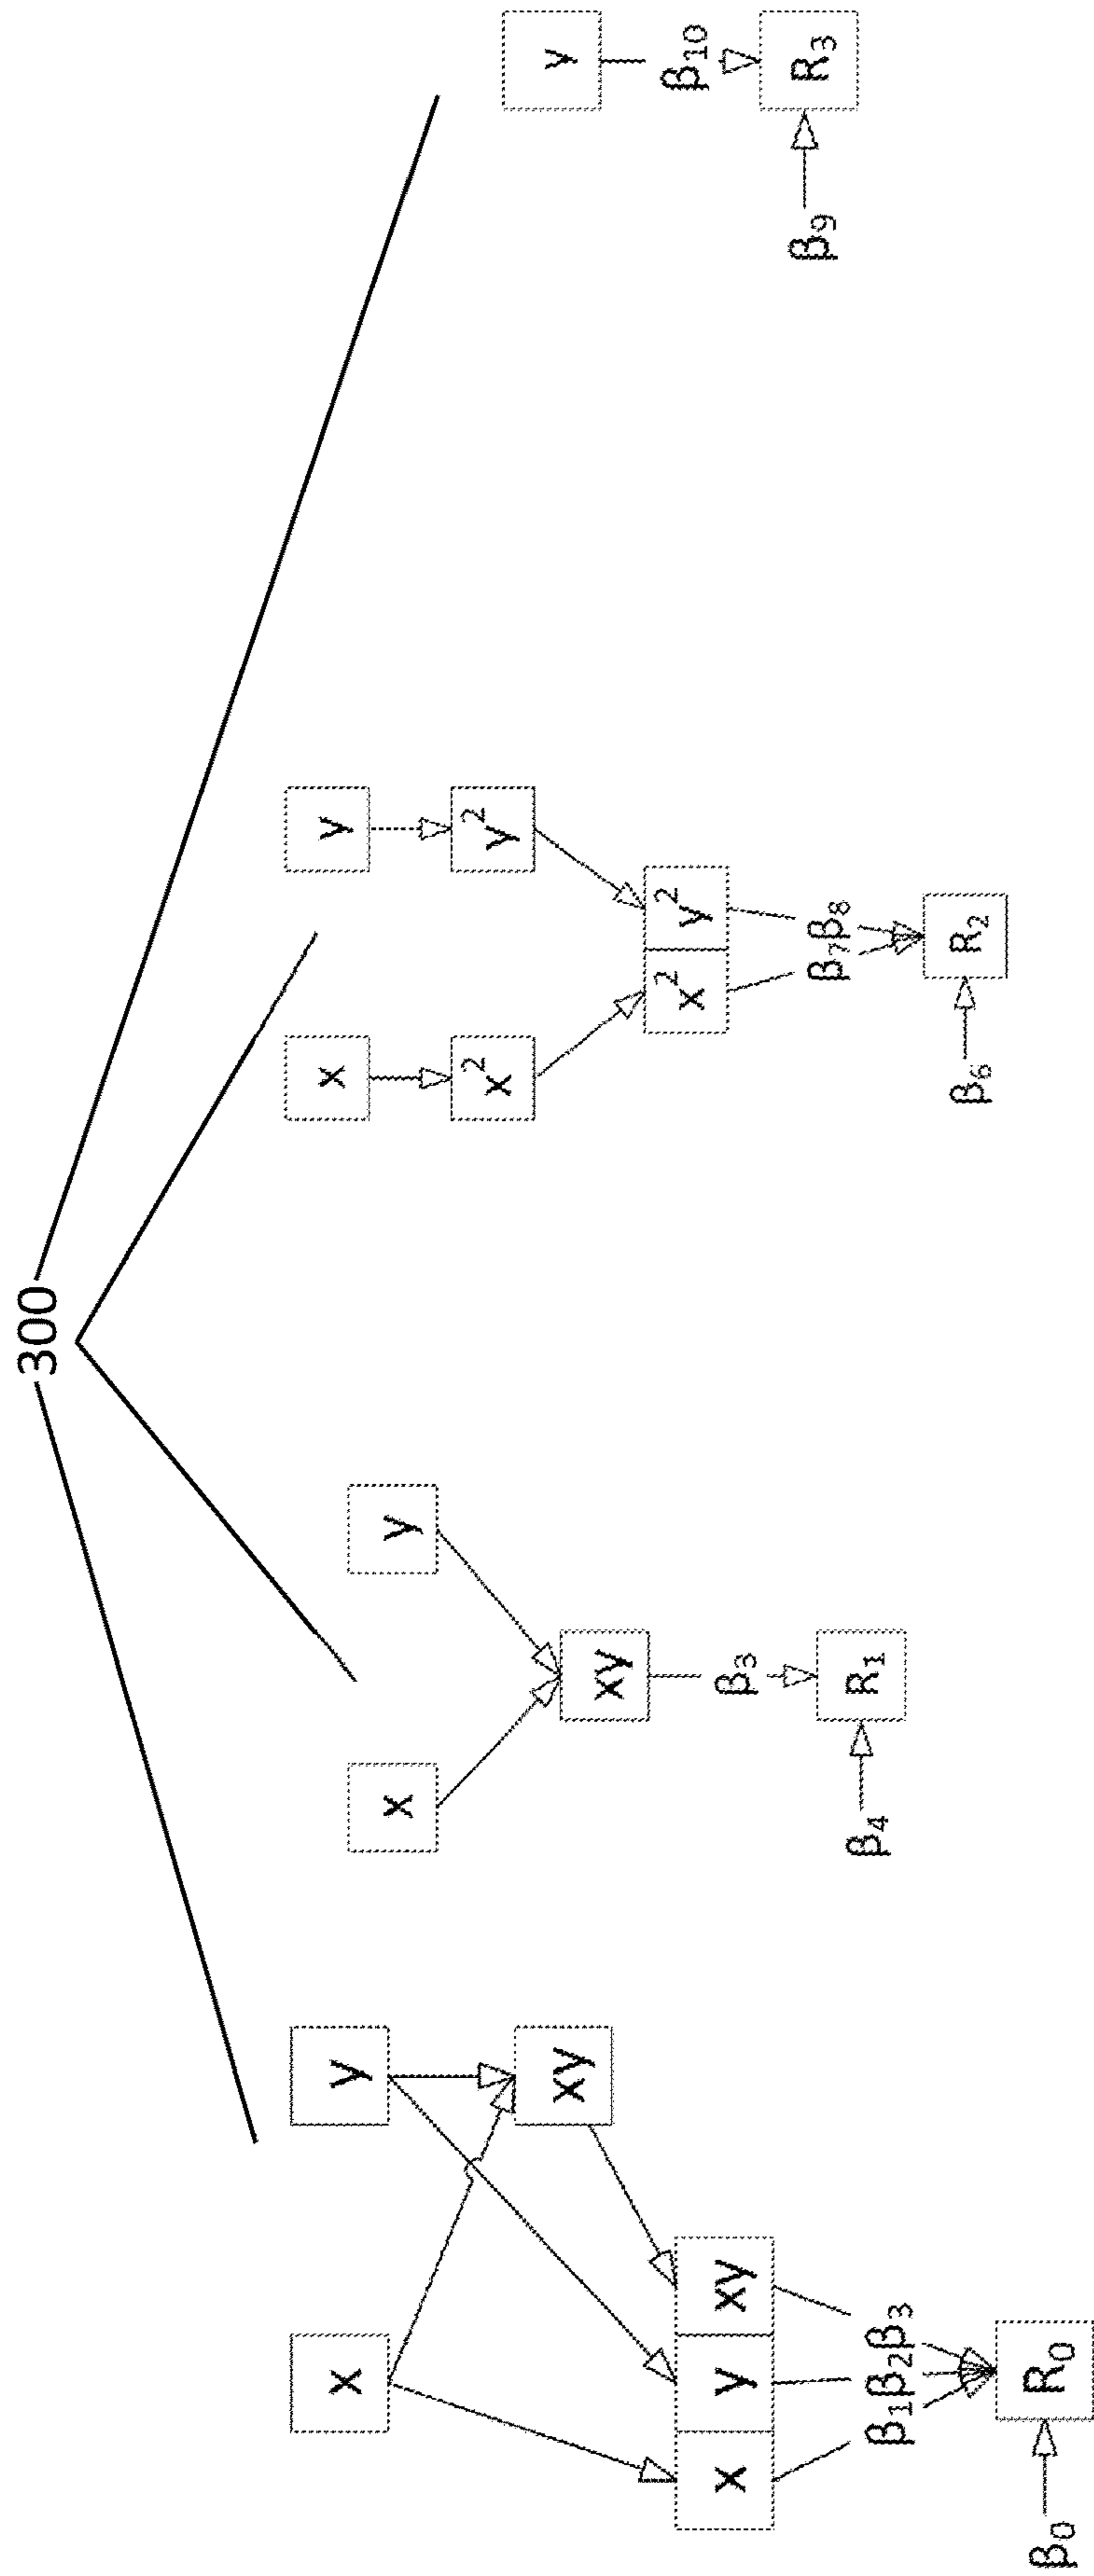 300
x
y
xy
x y xy
β₁β₂β₃
β₀
R₀
x
y
xy
β₃
β₄
R₁
x
y
x²
y²
x² y²
β₇β₈
β₆
R₂
y
β₁₀
β₉
R₃